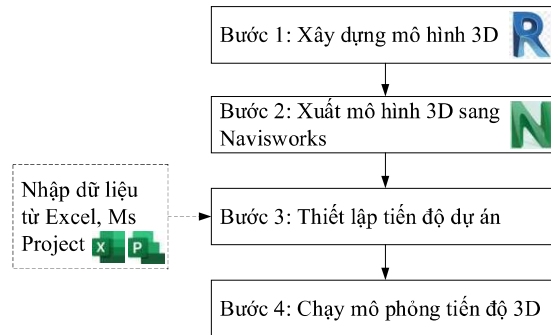 Bước 1: Xây dựng mô hình 3D
R
Bước 2: Xuất mô hình 3D sang
Navisworks
N
Nhập dữ liệu
từ Excel, Ms
Project
X
P
Bước 3: Thiết lập tiến độ dự án
Bước 4: Chạy mô phỏng tiến độ 3D